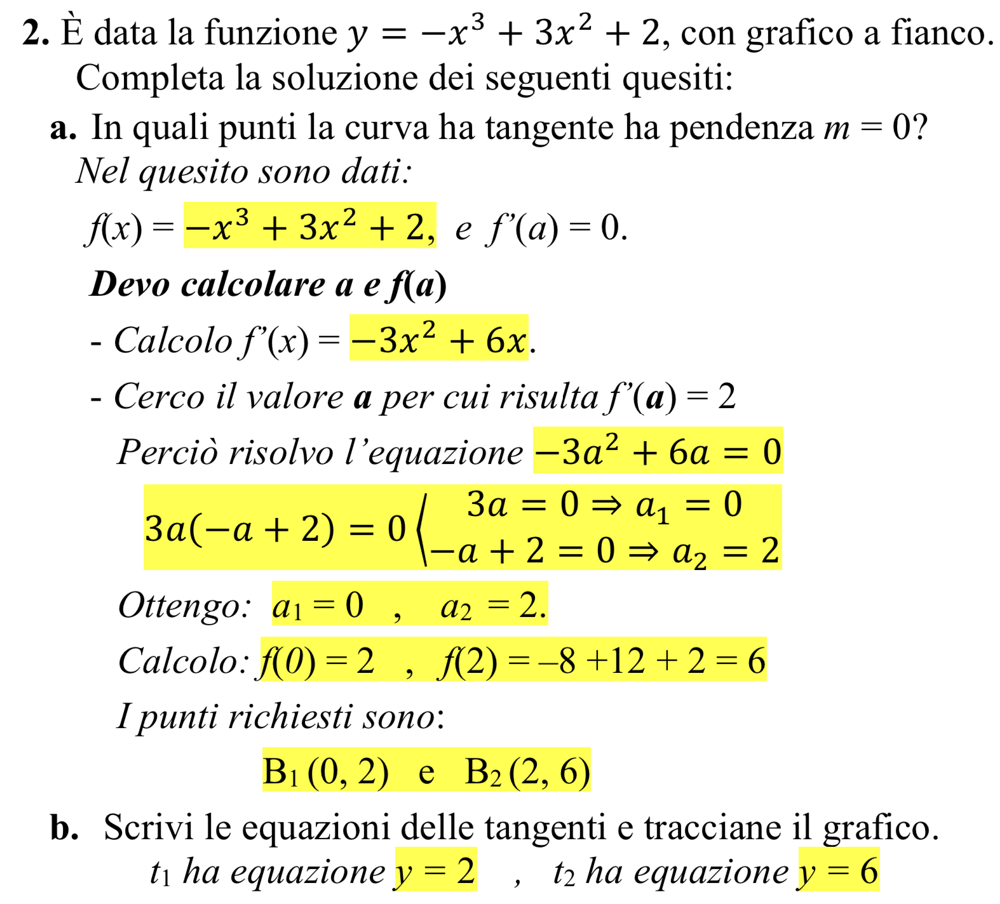 2. È data la funzione y = −x³ + 3x² + 2, con grafico a fianco.
Completa la soluzione dei seguenti quesiti:
a. In quali punti la curva ha tangente ha pendenza m = 0?
Nel quesito sono dati:
f(x) = −x³ + 3x² + 2, e f’(a) = 0.
Devo calcolare a e f(a)
- Calcolo f’(x) = −3x² + 6x.
- Cerco il valore a per cui risulta f’(a) = 2
Perciò risolvo l’equazione −3a² + 6a = 0
3a(−a + 2) = 0 ⟨ 3a = 0 ⇒ a₁ = 0
−a + 2 = 0 ⇒ a₂ = 2
Ottengo: a₁ = 0 , a₂ = 2.
Calcolo: f(0) = 2 , f(2) = –8 +12 + 2 = 6
I punti richiesti sono:
B₁ (0, 2) e B₂ (2, 6)
b. Scrivi le equazioni delle tangenti e tracciane il grafico.
t₁ ha equazione y = 2 , t₂ ha equazione y = 6